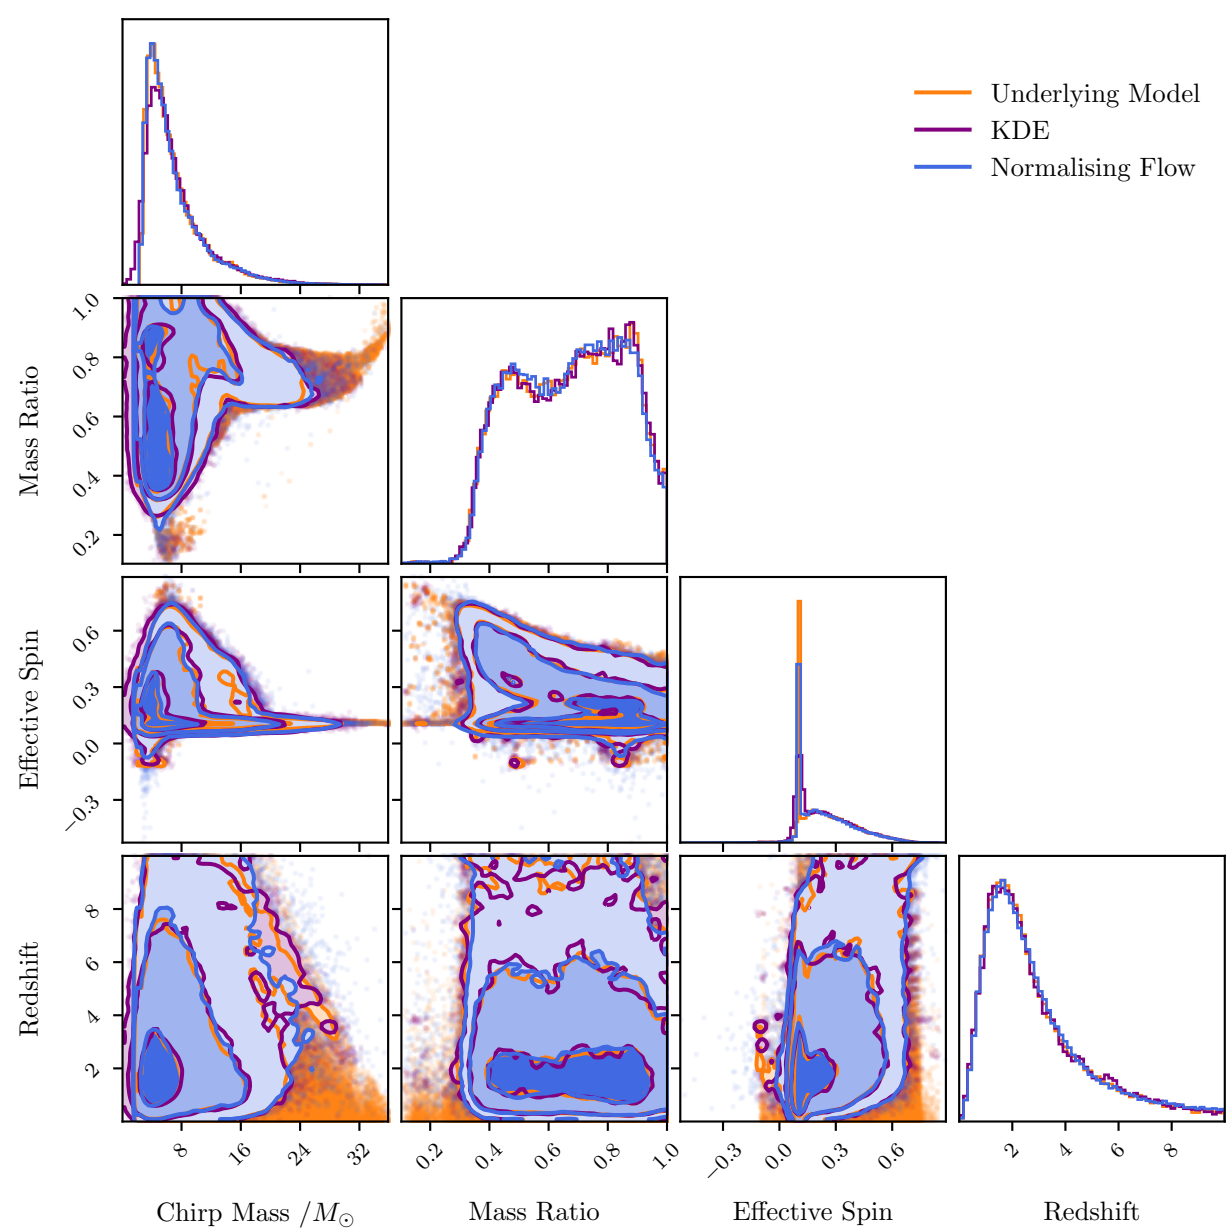 Underlying Model
KDE
Normalising Flow
Mass Ratio
1.0
0.8
0.6
0.4
0.2
Effective Spin
0.6
0.3
0.0
−0.3
Redshift
8
6
4
2
8 16 24 32
0.2 0.4 0.6 0.8 1.0
−0.3 0.0 0.3 0.6
2 4 6 8
Chirp Mass /M⊙
Mass Ratio
Effective Spin
Redshift